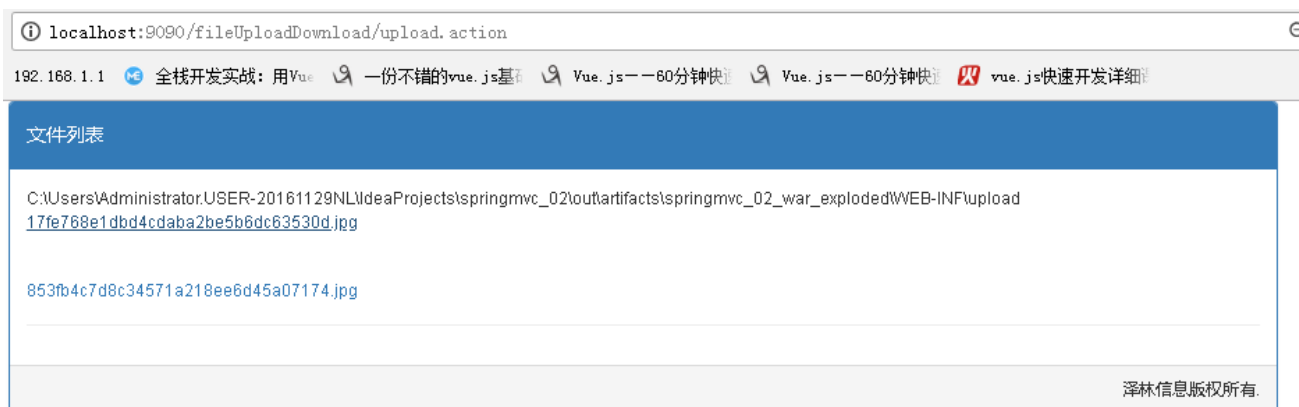 localhost:9090/fileUploadDownload/upload.action
192.168.1.1 全栈开发实战：用Vue 一份不错的vue.js基础 Vue.js——60分钟快速 Vue.js——60分钟快速 vue.js快速开发详细
文件列表
C:\Users\Administrator.USER-20161129NL\IdeaProjects\springmvc_02\out\artifacts\springmvc_02_war_exploded\WEB-INF\upload
17fe768e1dbd4cdaba2be5b6dc63530d.jpg
853fb4c7d8c34571a218ee6d45a07174.jpg
泽林信息版权所有.